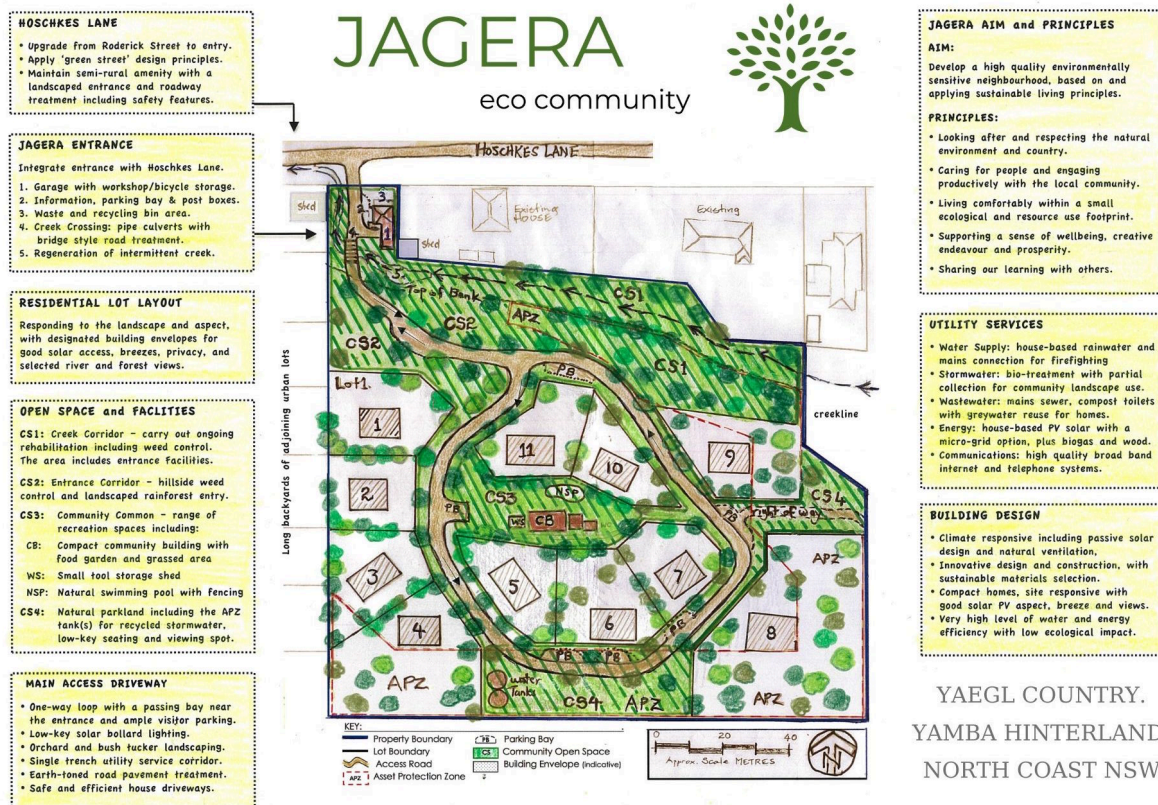 HOSCHKES LANE
• Upgrade from Roderick Street to entry.
• Apply 'green street' design principles.
• Maintain semi-rural amenity with a
landscaped entrance and roadway
treatment including safety features.
JAGERA ENTRANCE
Integrate entrance with Hoschkes Lane.
1. Garage with workshop/bicycle storage.
2. Information, parking bay & post boxes.
3. Waste and recycling bin area.
4. Creek Crossing: pipe culverts with
bridge style road treatment.
5. Regeneration of intermittent creek.
RESIDENTIAL LOT LAYOUT
Responding to the landscape and aspect,
with designated building envelopes for
good solar access, breezes, privacy, and
selected river and forest views.
OPEN SPACE and FACLITIES
CS1: Creek Corridor - carry out ongoing
rehabilitation including weed control.
The area includes entrance facilities.
CS2: Entrance Corridor - hillside weed
control and landscaped rainforest entry.
CS3: Community Common - range of
recreation spaces including:
CB: Compact community building with
food garden and grassed area
WS: Small tool storage shed
NSP: Natural swimming pool with fencing
CS4: Natural parkland including the APZ
tank(s) for recycled stormwater,
low-key seating and viewing spot.
MAIN ACCESS DRIVEWAY
• One-way loop with a passing bay near
the entrance and ample visitor parking.
• Low-key solar bollard lighting.
• Orchard and bush tucker landscaping.
• Single trench utility service corridor.
• Earth-toned road pavement treatment.
• Safe and efficient house driveways.
JAGERA
eco community
HOSCHKES LANE
shed
3
2
1
4
shed
Existing
HOUSE
Existing
5
Top of Bank
CS1
APZ
CS2
CS2
CS1
creekline
Long backyards of adjoining urban lots
Lot 1.
PB
1
11
10
9
2
CS3
NSP
CS4
PB
WS
CB
PB
right of way
3
5
7
APZ
4
6
8
PB
PB
PB
APZ
water
Tanks
CS4
APZ
APZ
KEY:
Property Boundary
Lot Boundary
Access Road
APZ Asset Protection Zone
PB Parking Bay
CS Community Open Space
Building Envelope (indicative)
0 20 40
Approx. Scale METRES
N
JAGERA AIM and PRINCIPLES
AIM:
Develop a high quality environmentally
sensitive neighbourhood, based on and
applying sustainable living principles.
PRINCIPLES:
• Looking after and respecting the natural
environment and country.
• Caring for people and engaging
productively with the local community.
• Living comfortably within a small
ecological and resource use footprint.
• Supporting a sense of wellbeing, creative
endeavour and prosperity.
• Sharing our learning with others.
UTILITY SERVICES
• Water Supply: house-based rainwater and
mains connection for firefighting
• Stormwater: bio-treatment with partial
collection for community landscape use.
• Wastewater: mains sewer, compost toilets
with greywater reuse for homes.
• Energy: house-based PV solar with a
micro-grid option, plus biogas and wood.
• Communications: high quality broad band
internet and telephone systems.
BUILDING DESIGN
• Climate responsive including passive solar
design and natural ventilation,
• Innovative design and construction, with
sustainable materials selection.
• Compact homes, site responsive with
good solar PV aspect, breeze and views.
• Very high level of water and energy
efficiency with low ecological impact.
YAEGL COUNTRY.
YAMBA HINTERLAND
NORTH COAST NSW